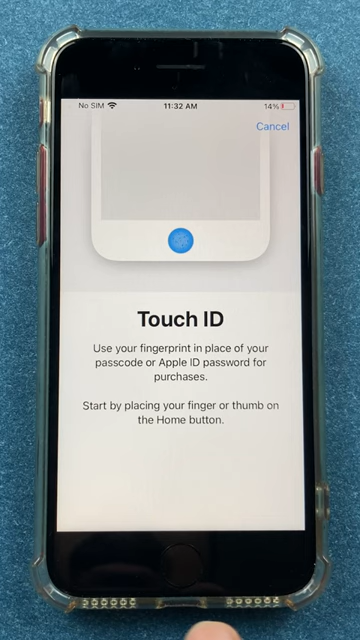 No SIM 11:32 AM 14%
Cancel
Touch ID
Use your fingerprint in place of your
passcode or Apple ID password for
purchases.
Start by placing your finger or thumb on
the Home button.